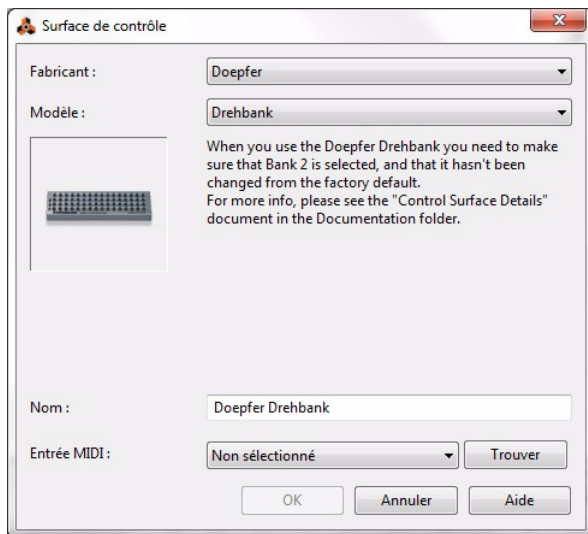 Surface de contrôle
Fabricant :
Doepfer
Modèle :
Drehbank
When you use the Doepfer Drehbank you need to make
sure that Bank 2 is selected, and that it hasn't been
changed from the factory default.
For more info, please see the "Control Surface Details"
document in the Documentation folder.
Nom :
Doepfer Drehbank
Entrée MIDI :
Non sélectionné
Trouver
OK
Annuler
Aide